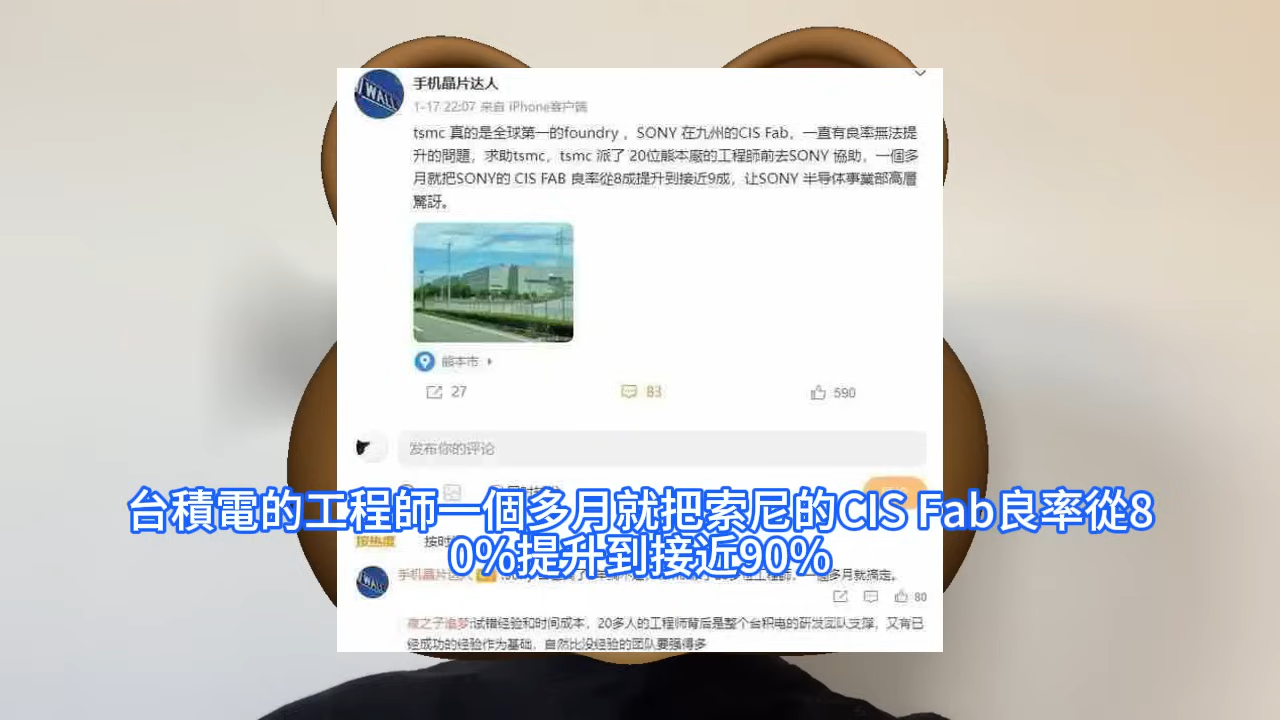 WALL
手机晶片达人
1-17 22:07 来自 iPhone客户端
tsmc 真的是全球第一的foundry ，SONY 在九州的CIS Fab，一直有良率無法提
升的問題，求助tsmc，tsmc 派了 20位熊本廠的工程師前去SONY 協助，一個多
月就把SONY的 CIS FAB 良率從8成提升到接近9成，让SONY 半导体事業部高層
驚訝。
熊本市
27 83 590
发布你的评论
台積電的工程師一個多月就把索尼的CIS Fab良率從8
0%提升到接近90%
按热度 按时
手机晶片达人
一個多月就搞定。
80
夜之子追梦:试错经验和时间成本，20多人的工程师背后是整个台积电的研发团队支撑，又有已
经成功的经验作为基础，自然比没经验的团队要强得多